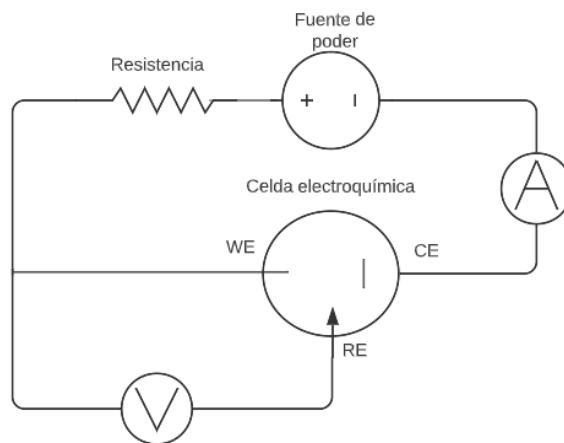 Fuente de
poder
Resistencia
+ -
A
Celda electroquímica
WE
CE
RE
V